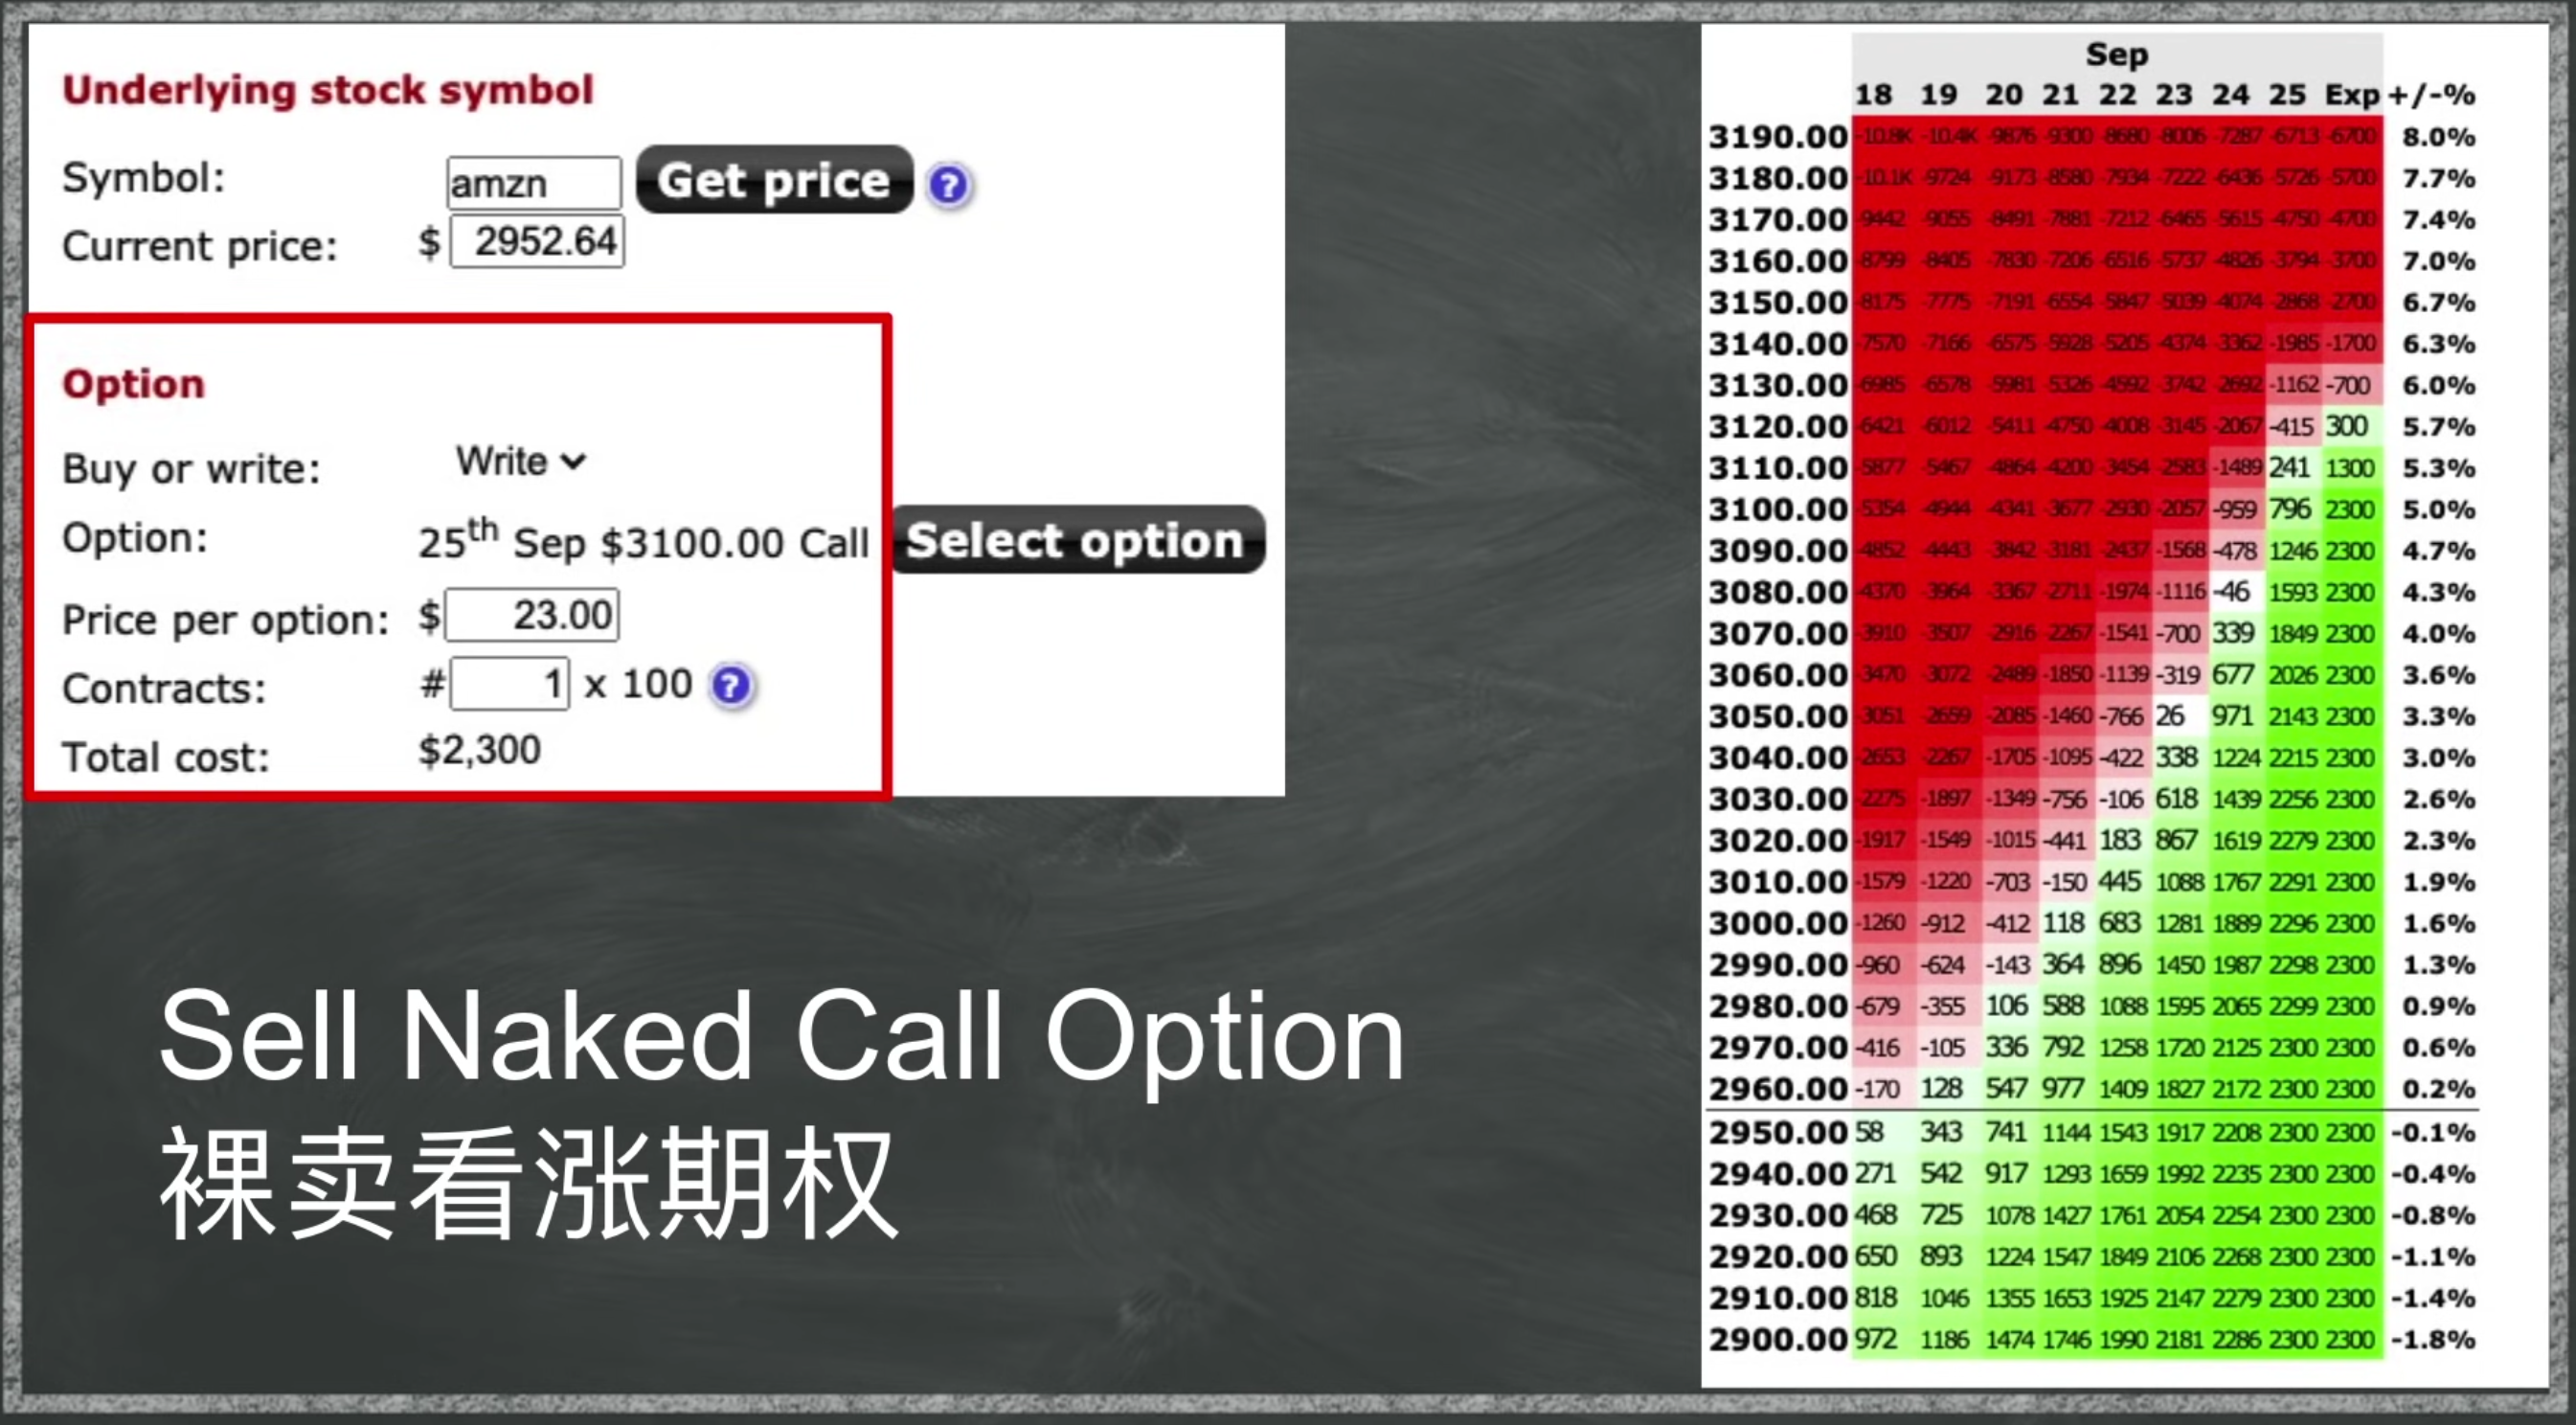 Underlying stock symbol
Symbol: amzn Get price ?
Current price: $ 2952.64
Option
Buy or write: Write
Option: 25th Sep $3100.00 Call Select option
Price per option: $ 23.00
Contracts: # 1 x 100 ?
Total cost: $2,300
Sell Naked Call Option
裸卖看涨期权
Sep
18 19 20 21 22 23 24 25 Exp +/-%
3190.00 -10.8K -10.4K -9876 -9300 -8680 -8006 -7287 -6713 -6700 8.0%
3180.00 -10.1K -9724 -9173 -8580 -7934 -7222 -6436 -5726 -5700 7.7%
3170.00 -9442 -9055 -8491 -7881 -7212 -6465 -5615 -4750 -4700 7.4%
3160.00 -8799 -8405 -7830 -7206 -6516 -5737 -4826 -3794 -3700 7.0%
3150.00 -8175 -7775 -7191 -6554 -5847 -5039 -4074 -2868 -2700 6.7%
3140.00 -7570 -7166 -6575 -5928 -5205 -4374 -3362 -1985 -1700 6.3%
3130.00 -6985 -6578 -5981 -5326 -4592 -3742 -2692 -1162 -700 6.0%
3120.00 -6421 -6012 -5411 -4750 -4008 -3145 -2067 -415 300 5.7%
3110.00 -5877 -5467 -4864 -4200 -3454 -2583 -1489 241 1300 5.3%
3100.00 -5354 -4944 -4341 -3677 -2930 -2057 -959 796 2300 5.0%
3090.00 -4852 -4443 -3842 -3181 -2437 -1568 -478 1246 2300 4.7%
3080.00 -4370 -3964 -3367 -2711 -1974 -1116 -46 1593 2300 4.3%
3070.00 -3910 -3507 -2916 -2267 -1541 -700 339 1849 2300 4.0%
3060.00 -3470 -3072 -2489 -1850 -1139 -319 677 2026 2300 3.6%
3050.00 -3051 -2659 -2085 -1460 -766 26 971 2143 2300 3.3%
3040.00 -2653 -2267 -1705 -1095 -422 338 1224 2215 2300 3.0%
3030.00 -2275 -1897 -1349 -756 -106 618 1439 2256 2300 2.6%
3020.00 -1917 -1549 -1015 -441 183 867 1619 2279 2300 2.3%
3010.00 -1579 -1220 -703 -150 445 1088 1767 2291 2300 1.9%
3000.00 -1260 -912 -412 118 683 1281 1889 2296 2300 1.6%
2990.00 -960 -624 -143 364 896 1450 1987 2298 2300 1.3%
2980.00 -679 -355 106 588 1088 1595 2065 2299 2300 0.9%
2970.00 -416 -105 336 792 1258 1720 2125 2300 2300 0.6%
2960.00 -170 128 547 977 1409 1827 2172 2300 2300 0.2%
2950.00 58 343 741 1144 1543 1917 2208 2300 2300 -0.1%
2940.00 271 542 917 1293 1659 1992 2235 2300 2300 -0.4%
2930.00 468 725 1078 1427 1761 2054 2254 2300 2300 -0.8%
2920.00 650 893 1224 1547 1849 2106 2268 2300 2300 -1.1%
2910.00 818 1046 1355 1653 1925 2147 2279 2300 2300 -1.4%
2900.00 972 1186 1474 1746 1990 2181 2286 2300 2300 -1.8%